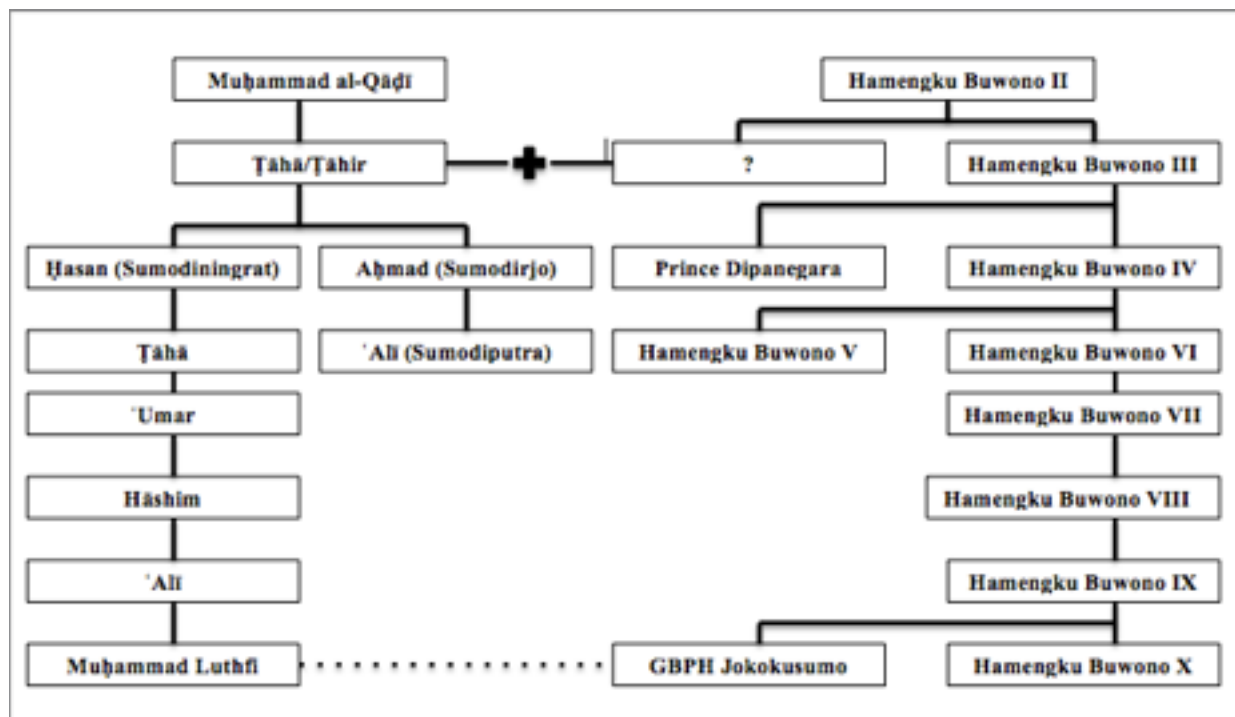 Muḥammad al-Qāḍī
Hamengku Buwono II
Ṭāhā/Ṭāhir
?
Hamengku Buwono III
Ḥasan (Sumodiningrat)
Aḥmad (Sumodirjo)
Prince Dipanegara
Hamengku Buwono IV
Ṭāhā
ʿAlī (Sumodiputra)
Hamengku Buwono V
Hamengku Buwono VI
ʿUmar
Hamengku Buwono VII
Hāshim
Hamengku Buwono VIII
ʿAlī
Hamengku Buwono IX
Muḥammad Luthfī
GBPH Jokokusumo
Hamengku Buwono X